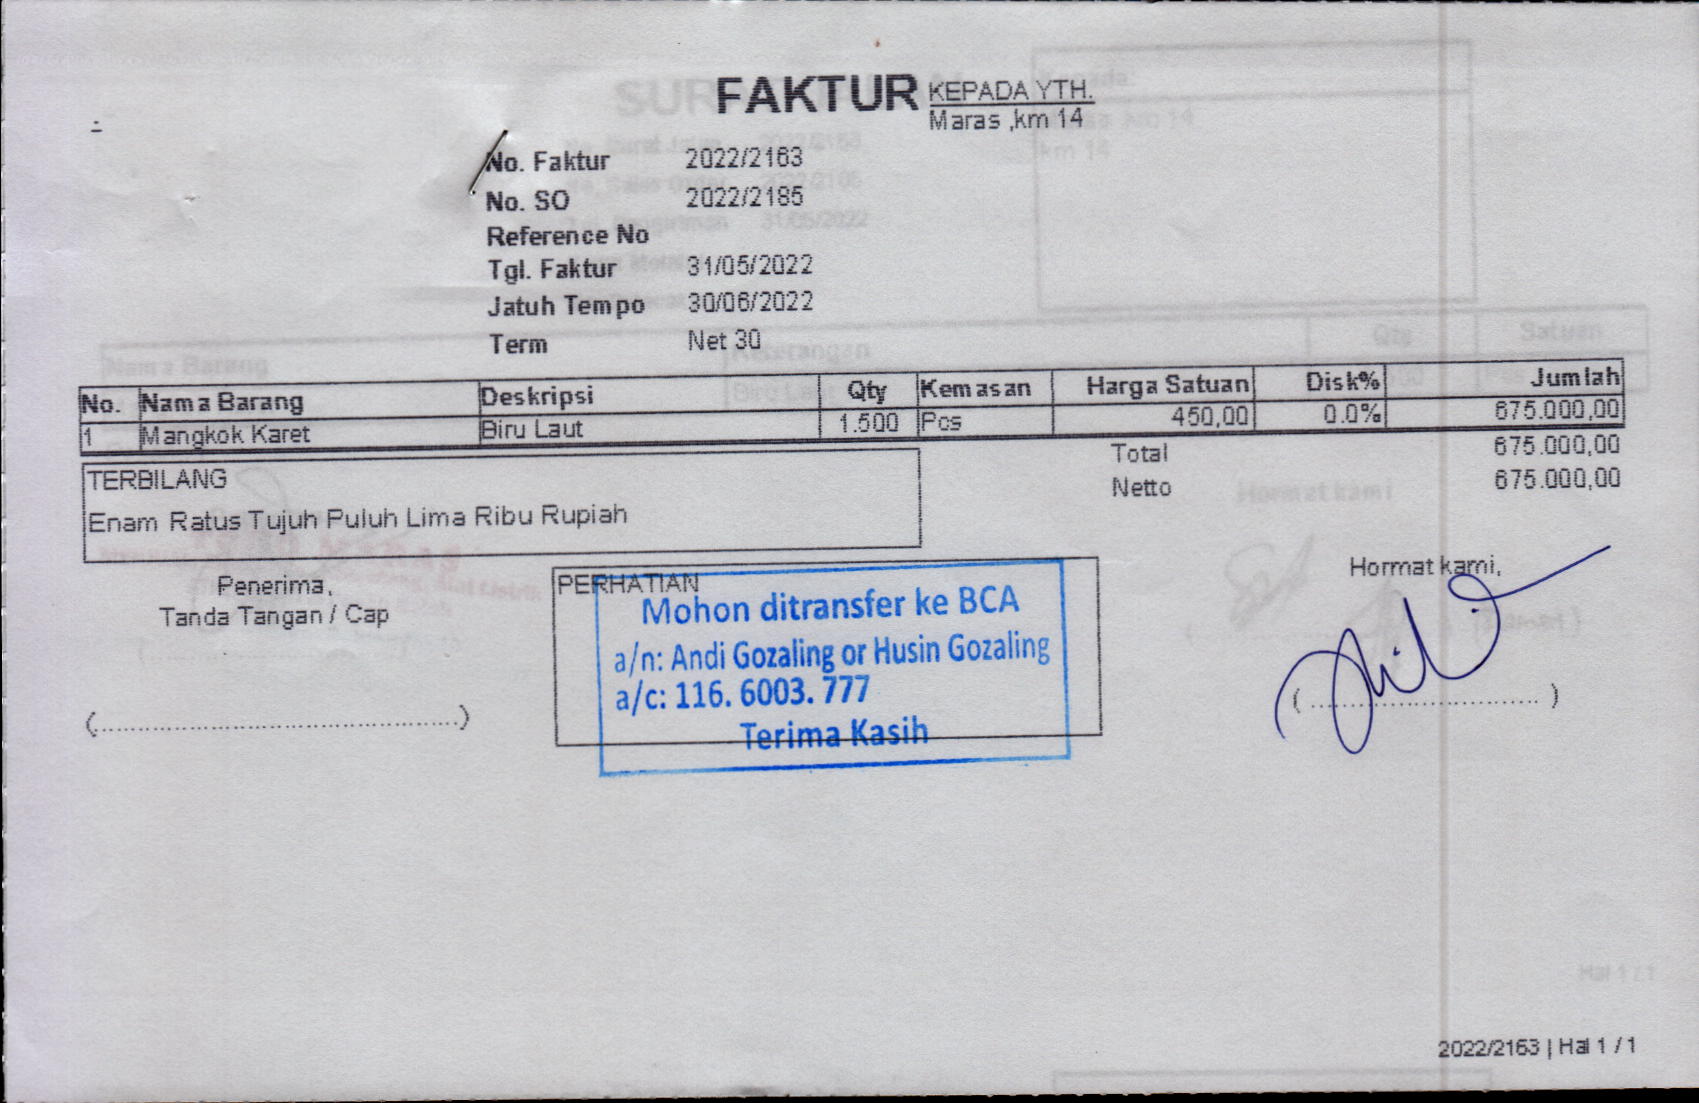 FAKTUR
KEPADA YTH.
Maras ,km 14
No. Faktur 2022/2163
No. SO 2022/2185
Reference No
Tgl. Faktur 31/05/2022
Jatuh Tempo 30/06/2022
Term Net 30
No. Nama Barang Deskripsi Qty Kemasan Harga Satuan Disk% Jumlah
1 Mangkok Karet Biru Laut 1.500 Pcs 450,00 0.0% 675.000,00
Total 675.000,00
Netto 675.000,00
TERBILANG
Enam Ratus Tujuh Puluh Lima Ribu Rupiah
Penerima,
Tanda Tangan / Cap
(........................................)
PERHATIAN
Mohon ditransfer ke BCA
a/n: Andi Gozaling or Husin Gozaling
a/c: 116. 6003. 777
Terima Kasih
Hormat kami,
(.............................)
2022/2163 | Hal 1 / 1